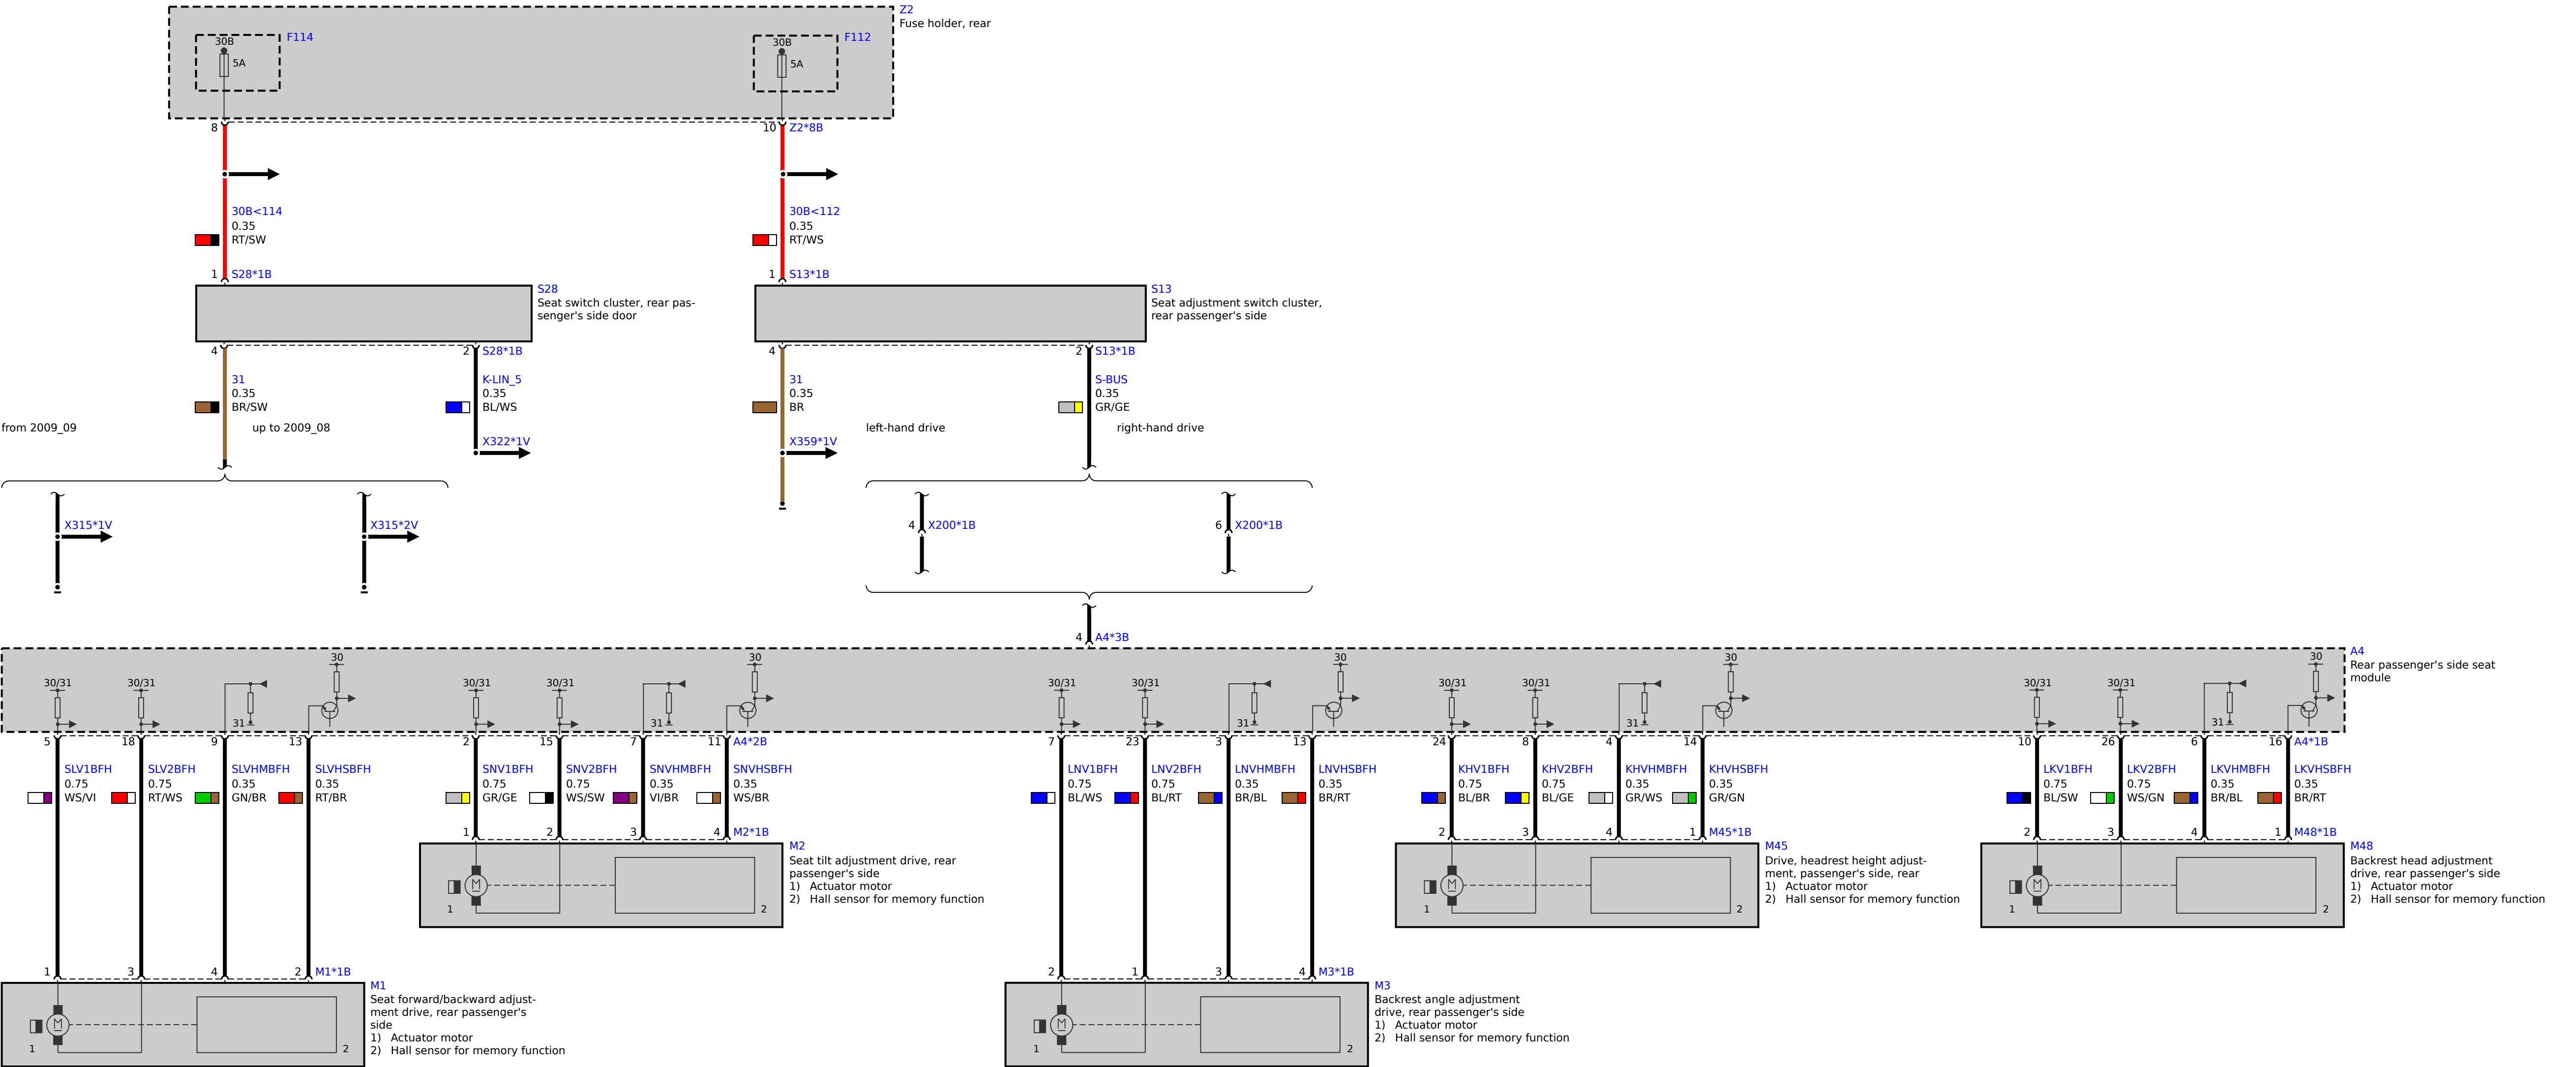 Z2
Fuse holder, rear
30B
F114
5A
30B
F112
5A
8
10
Z2*8B
30B<114
0.35
RT/SW
30B<112
0.35
RT/WS
1
S28*1B
1
S13*1B
S28
Seat switch cluster, rear pas-
senger's side door
S13
Seat adjustment switch cluster,
rear passenger's side
4
2
S28*1B
4
2
S13*1B
31
0.35
BR/SW
K-LIN_5
0.35
BL/WS
31
0.35
BR
S-BUS
0.35
GR/GE
from 2009_09
up to 2009_08
left-hand drive
right-hand drive
X322*1V
X359*1V
X315*1V
X315*2V
4
X200*1B
6
X200*1B
4
A4*3B
A4
Rear passenger's side seat
module
30/31
30/31
31
30
30/31
30/31
31
30
30/31
30/31
31
30
30/31
30/31
31
30
30/31
30/31
31
30
5
18
9
13
2
15
7
11
A4*2B
7
23
3
13
24
8
4
14
10
26
6
16
A4*1B
SLV1BFH
0.75
WS/VI
SLV2BFH
0.75
RT/WS
SLVHMBFH
0.35
GN/BR
SLVHSBFH
0.35
RT/BR
SNV1BFH
0.75
GR/GE
SNV2BFH
0.75
WS/SW
SNVHMBFH
0.35
VI/BR
SNVHSBFH
0.35
WS/BR
LNV1BFH
0.75
BL/WS
LNV2BFH
0.75
BL/RT
LNVHMBFH
0.35
BR/BL
LNVHSBFH
0.35
BR/RT
KHV1BFH
0.75
BL/BR
KHV2BFH
0.75
BL/GE
KHVHMBFH
0.35
GR/WS
KHVHSBFH
0.35
GR/GN
LKV1BFH
0.75
BL/SW
LKV2BFH
0.75
WS/GN
LKVHMBFH
0.35
BR/BL
LKVHSBFH
0.35
BR/RT
1
2
3
4
M2*1B
2
3
4
1
M45*1B
2
3
4
1
M48*1B
M2
Seat tilt adjustment drive, rear
passenger's side
1) Actuator motor
2) Hall sensor for memory function
M
1
2
M45
Drive, headrest height adjust-
ment, passenger's side, rear
1) Actuator motor
2) Hall sensor for memory function
M
1
2
M48
Backrest head adjustment
drive, rear passenger's side
1) Actuator motor
2) Hall sensor for memory function
M
1
2
1
3
4
2
M1*1B
2
1
3
4
M3*1B
M1
Seat forward/backward adjust-
ment drive, rear passenger's
side
1) Actuator motor
2) Hall sensor for memory function
M
1
2
M3
Backrest angle adjustment
drive, rear passenger's side
1) Actuator motor
2) Hall sensor for memory function
M
1
2